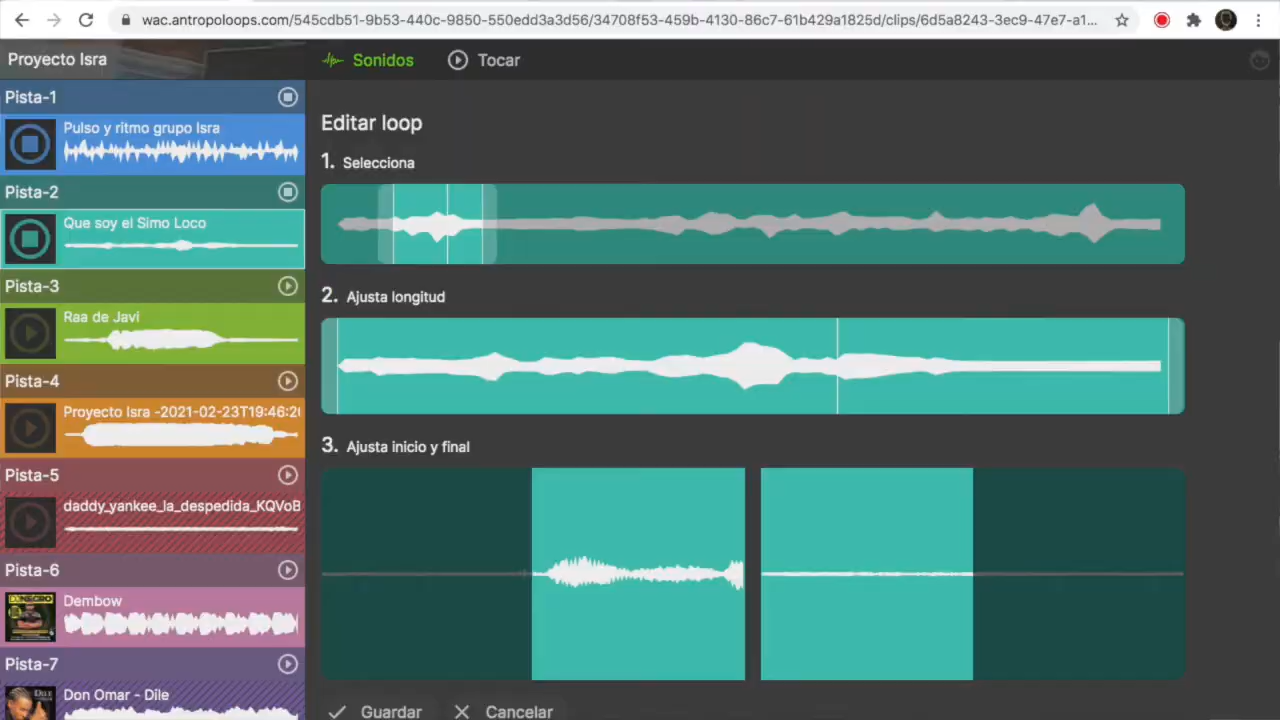 wac.antropoloops.com/545cdb51-9b53-440c-9850-550edd3a3d56/34708f53-459b-4130-86c7-61b429a1825d/clips/6d5a8243-3ec9-47e7-a1...
Proyecto Isra
Sonidos
Tocar
Pista-1
Pulso y ritmo grupo Isra
Pista-2
Que soy el Simo Loco
Pista-3
Raa de Javi
Pista-4
Proyecto Isra -2021-02-23T19:46:20
Pista-5
daddy_yankee_la_despedida_KQVoB
Pista-6
Dembow
Pista-7
Don Omar - Dile
Editar loop
1. Selecciona
2. Ajusta longitud
3. Ajusta inicio y final
Guardar
Cancelar